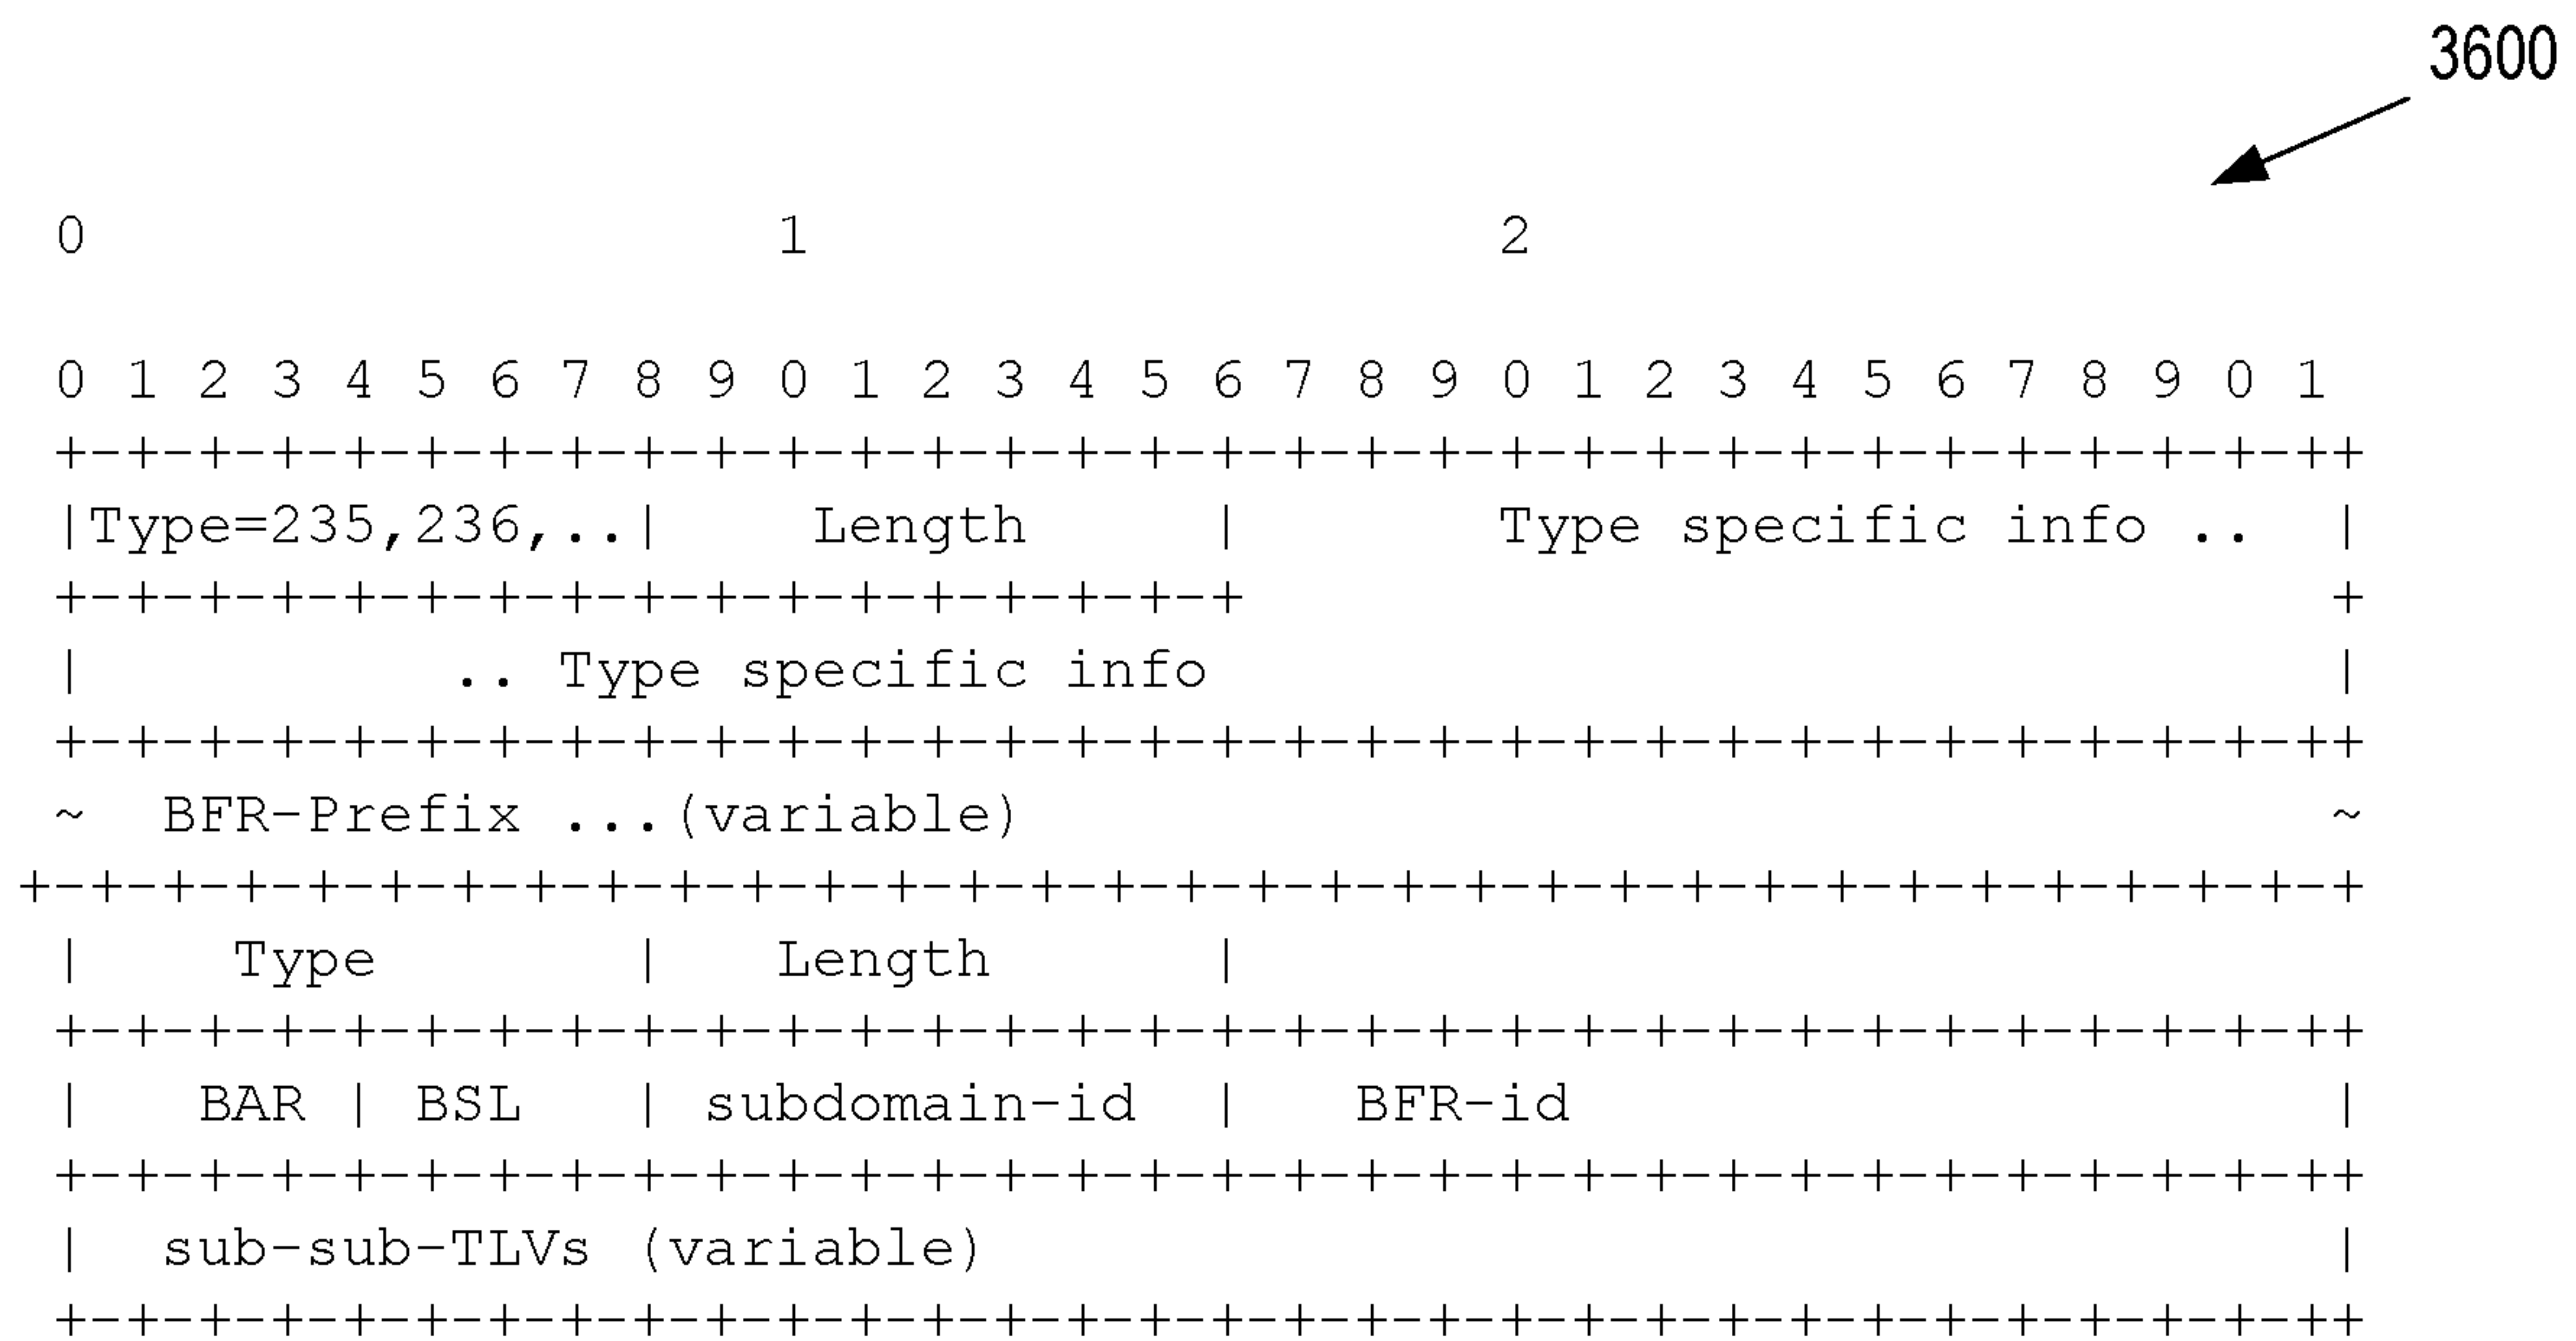 3600
0                   1                   2
0 1 2 3 4 5 6 7 8 9 0 1 2 3 4 5 6 7 8 9 0 1 2 3 4 5 6 7 8 9 0 1
+-+-+-+-+-+-+-+-+-+-+-+-+-+-+-+-+-+-+-+-+-+-+-+-+-+-+-+-+-+-+-++
|Type=235,236,..|    Length     |       Type specific info ..  |
+-+-+-+-+-+-+-+-+-+-+-+-+-+-+-+-+                              +
|          .. Type specific info                               |
+-+-+-+-+-+-+-+-+-+-+-+-+-+-+-+-+-+-+-+-+-+-+-+-+-+-+-+-+-+-+-++
~  BFR-Prefix ...(variable)                                    ~
+-+-+-+-+-+-+-+-+-+-+-+-+-+-+-+-+-+-+-+-+-+-+-+-+-+-+-+-+-+-+-+-+
|    Type       |   Length      |
+-+-+-+-+-+-+-+-+-+-+-+-+-+-+-+-+-+-+-+-+-+-+-+-+-+-+-+-+-+-+-++
|   BAR | BSL   | subdomain-id  |   BFR-id                     |
+-+-+-+-+-+-+-+-+-+-+-+-+-+-+-+-+-+-+-+-+-+-+-+-+-+-+-+-+-+-+-++
|  sub-sub-TLVs (variable)                                     |
+-+-+-+-+-+-+-+-+-+-+-+-+-+-+-+-+-+-+-+-+-+-+-+-+-+-+-+-+-+-+-++